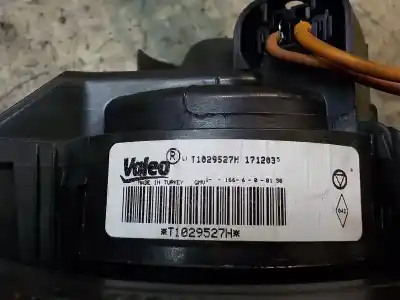 Valeo ® T1029527H 171203
MADE IN TURKEY
*T1029527H*